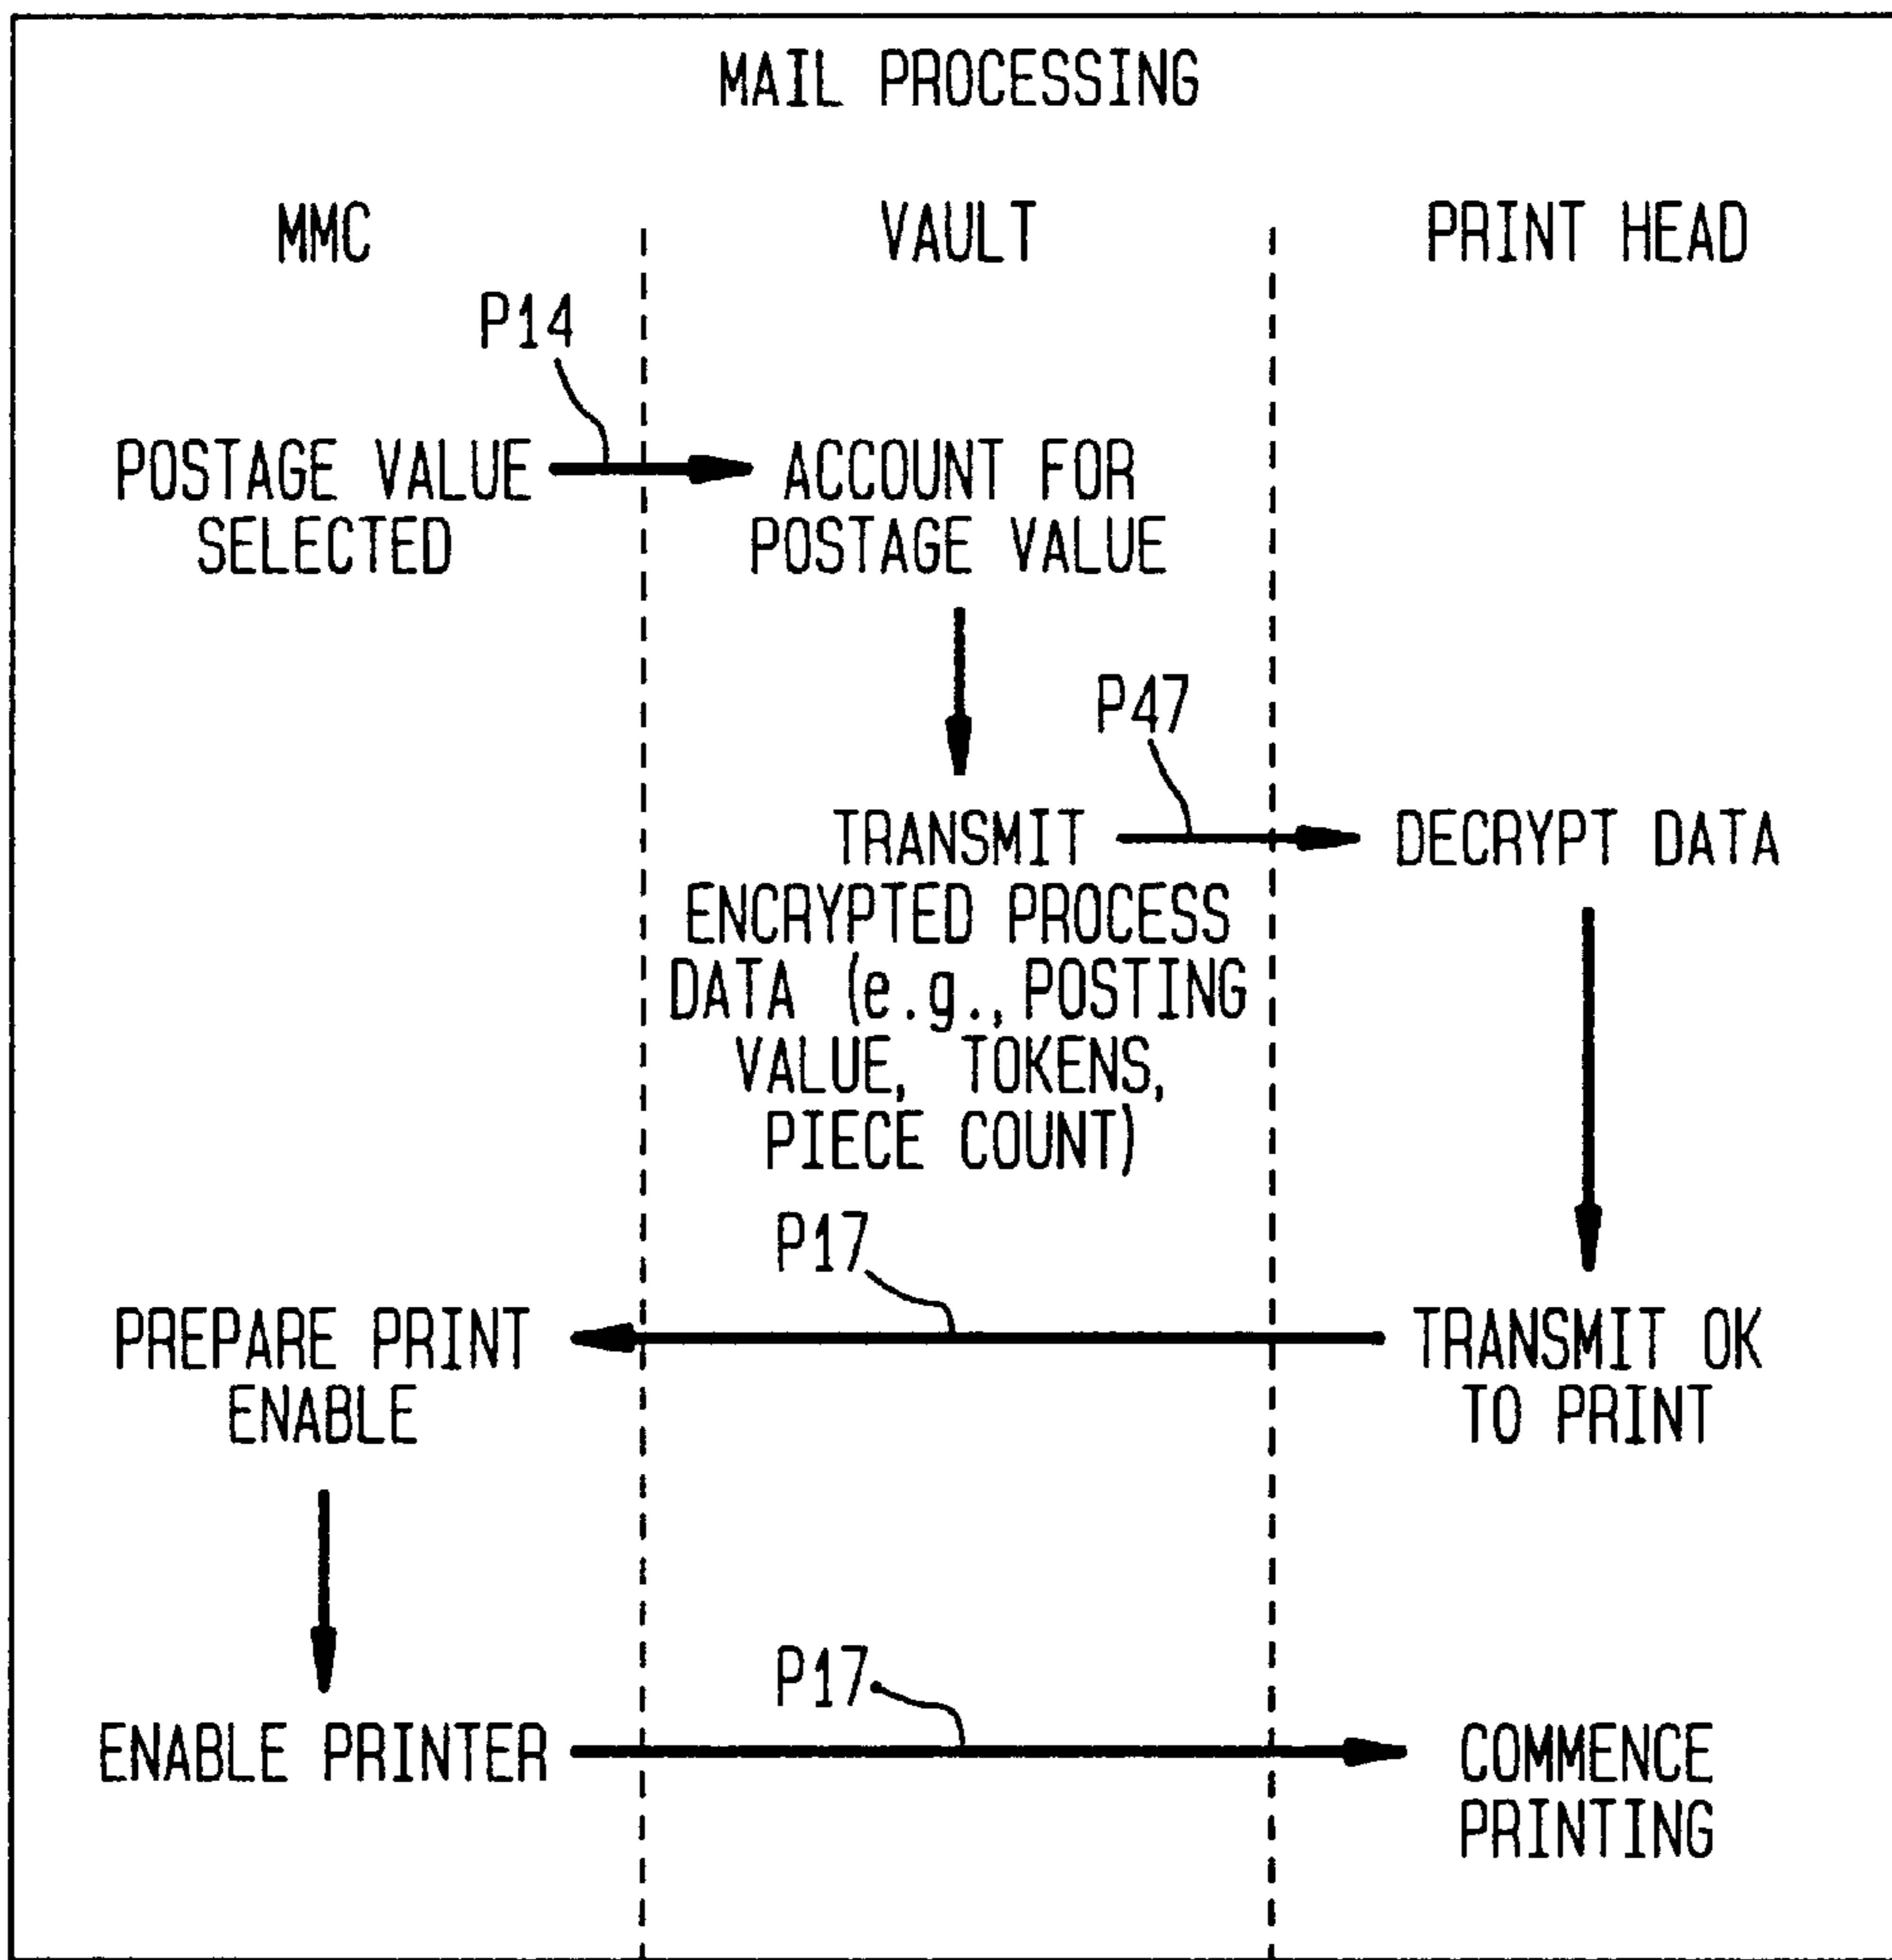 MAIL PROCESSING
MMC
VAULT
PRINT HEAD
P14
POSTAGE VALUE
SELECTED
ACCOUNT FOR
POSTAGE VALUE
P47
TRANSMIT
ENCRYPTED PROCESS
DATA (e.g., POSTING
VALUE, TOKENS,
PIECE COUNT)
DECRYPT DATA
P17
PREPARE PRINT
ENABLE
TRANSMIT OK
TO PRINT
P17
ENABLE PRINTER
COMMENCE
PRINTING